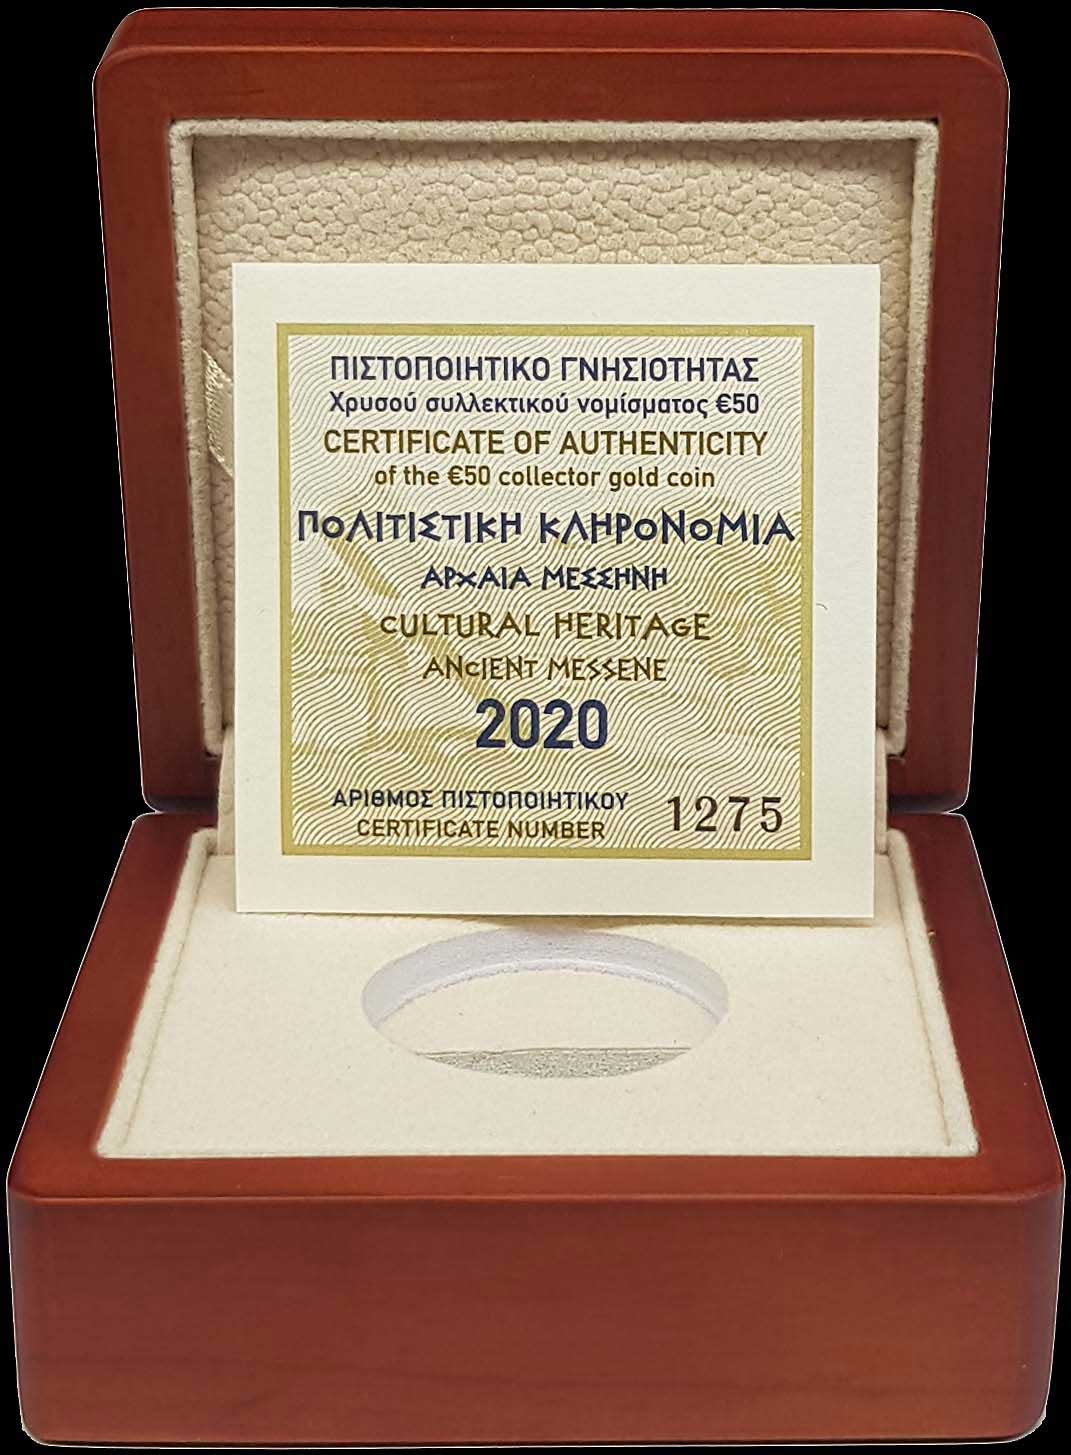 ΠΙΣΤΟΠΟΙΗΤΙΚΟ ΓΝΗΣΙΟΤΗΤΑΣ
Χρυσού συλλεκτικού νομίσματος €50
CERTIFICATE OF AUTHENTICITY
of the €50 collector gold coin
ΠΟΛΙΤΙΣΤΙΚΗ ΚΛΗΡΟΝΟΜΙΑ
ΑΡΧΑΙΑ ΜΕΣΣΗΝΗ
CULTURAL HERITAGE
ANCIENT MESSENE
2020
ΑΡΙΘΜΟΣ ΠΙΣΤΟΠΟΙΗΤΙΚΟΥ
CERTIFICATE NUMBER
1275